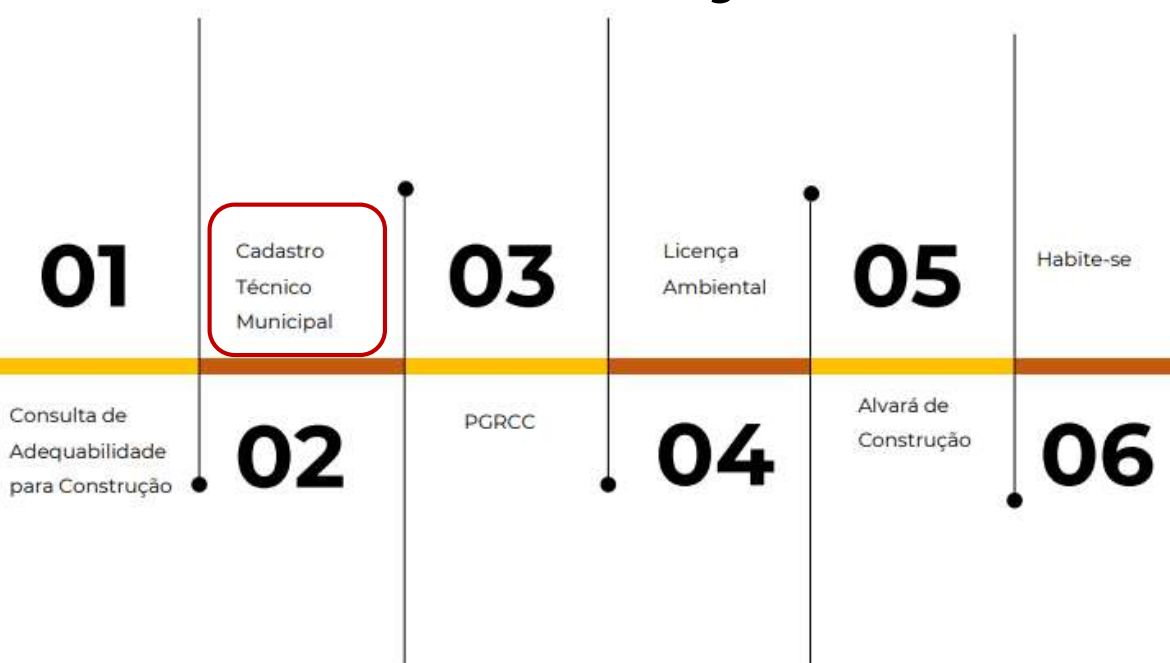 01
Consulta de
Adequabilidade
para Construção
Cadastro
Técnico
Municipal
02
03
PGRCC
Licença
Ambiental
04
05
Alvará de
Construção
Habite-se
06